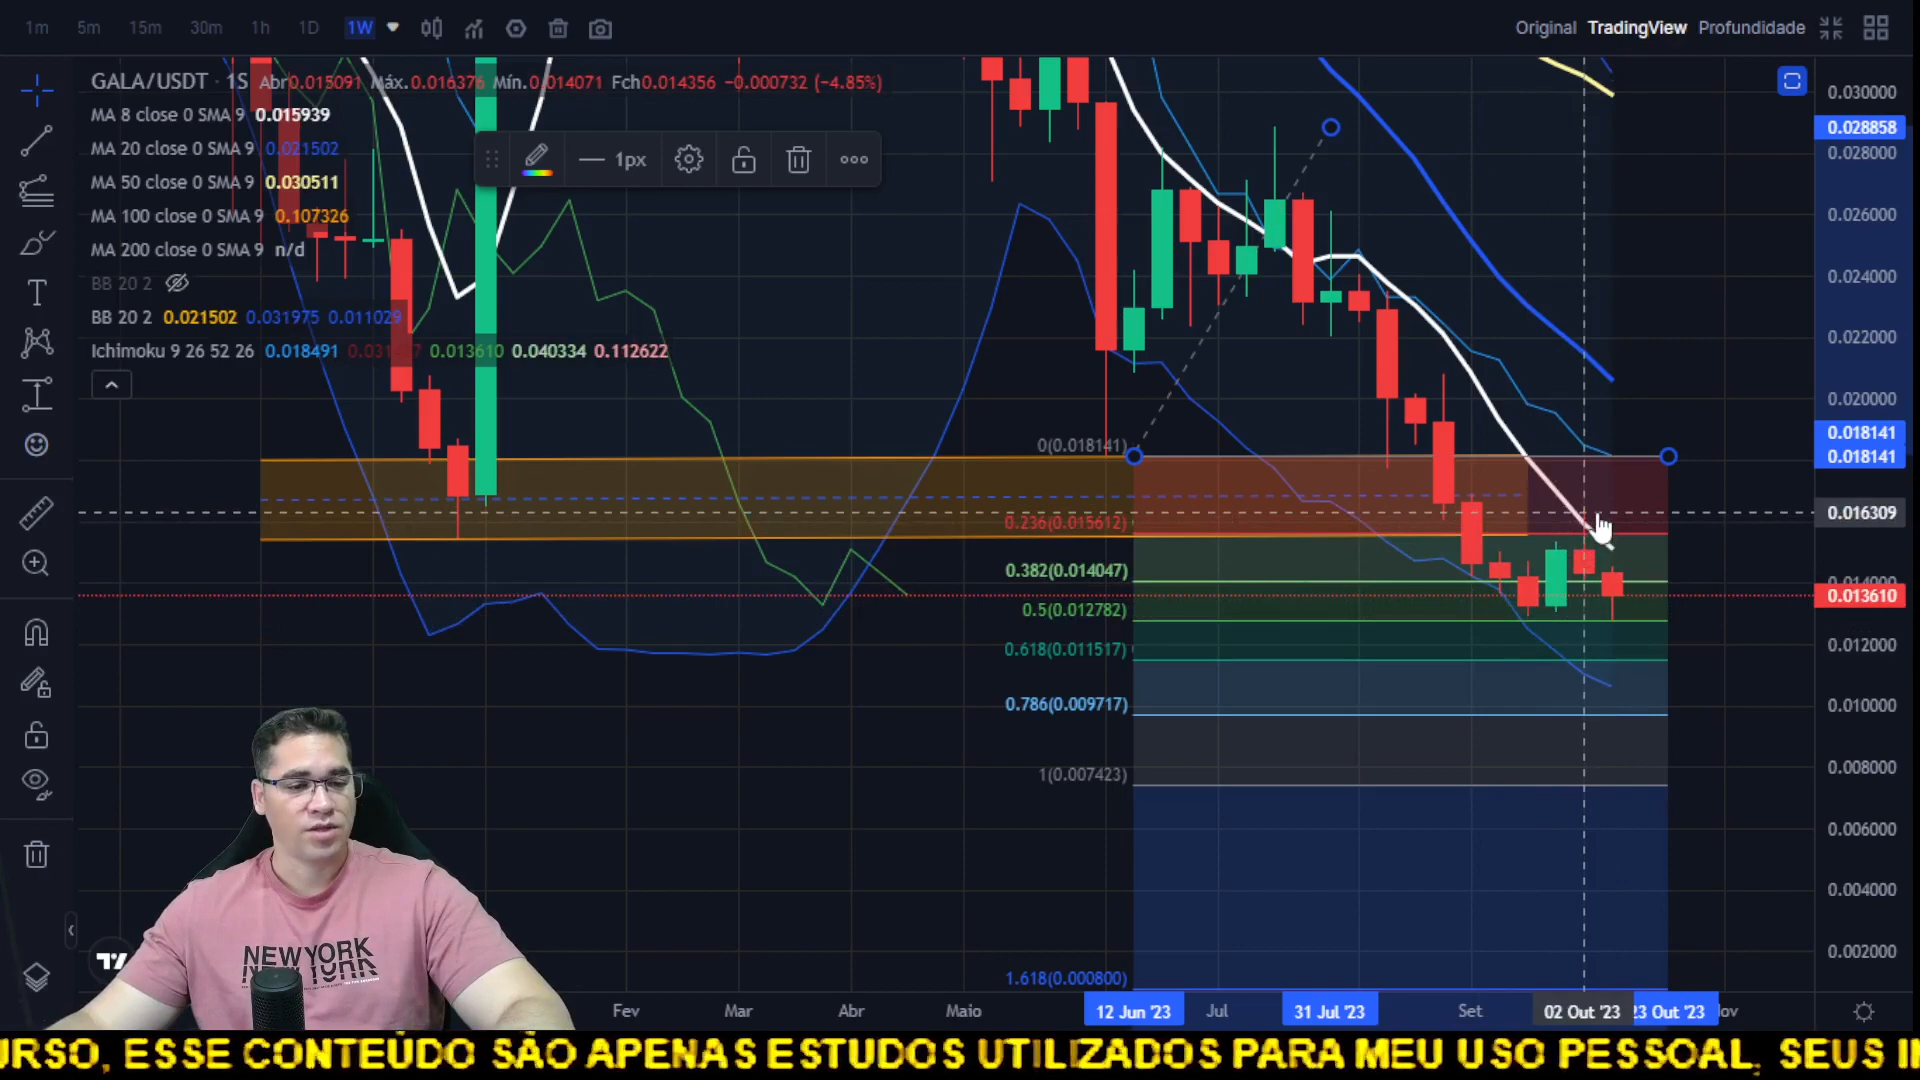 1m 5m 15m 30m 1h 1D 1W
Original TradingView Profundidade
GALA/USDT · 1S Abr0.015091 Máx.0.016376 Mín.0.014071 Fch0.014356 −0.000732 (−4.85%)
MA 8 close 0 SMA 9 0.015939
MA 20 close 0 SMA 9 0.021502
MA 50 close 0 SMA 9 0.030511
MA 100 close 0 SMA 9 0.107326
MA 200 close 0 SMA 9 n/d
BB 20 2
BB 20 2 0.021502 0.031975 0.011029
Ichimoku 9 26 52 26 0.018491 0.013610 0.040334 0.112622
1px
0.030000
0.028858
0.028000
0.026000
0.024000
0.022000
0.020000
0.018141
0.018141
0.016309
0.014000
0.013610
0.012000
0.010000
0.008000
0.006000
0.004000
0.002000
0(0.018141)
0.236(0.015612)
0.382(0.014047)
0.5(0.012782)
0.618(0.011517)
0.786(0.009717)
1(0.007423)
1.618(0.000800)
Fev Mar Abr Maio 12 Jun '23 Jul 31 Jul '23 Set 02 Out '23 23 Out '23 ov
NEW YORK
NEW YORK
URSO, ESSE CONTEÚDO SÃO APENAS ESTUDOS UTILIZADOS PARA MEU USO PESSOAL, SEUS IN